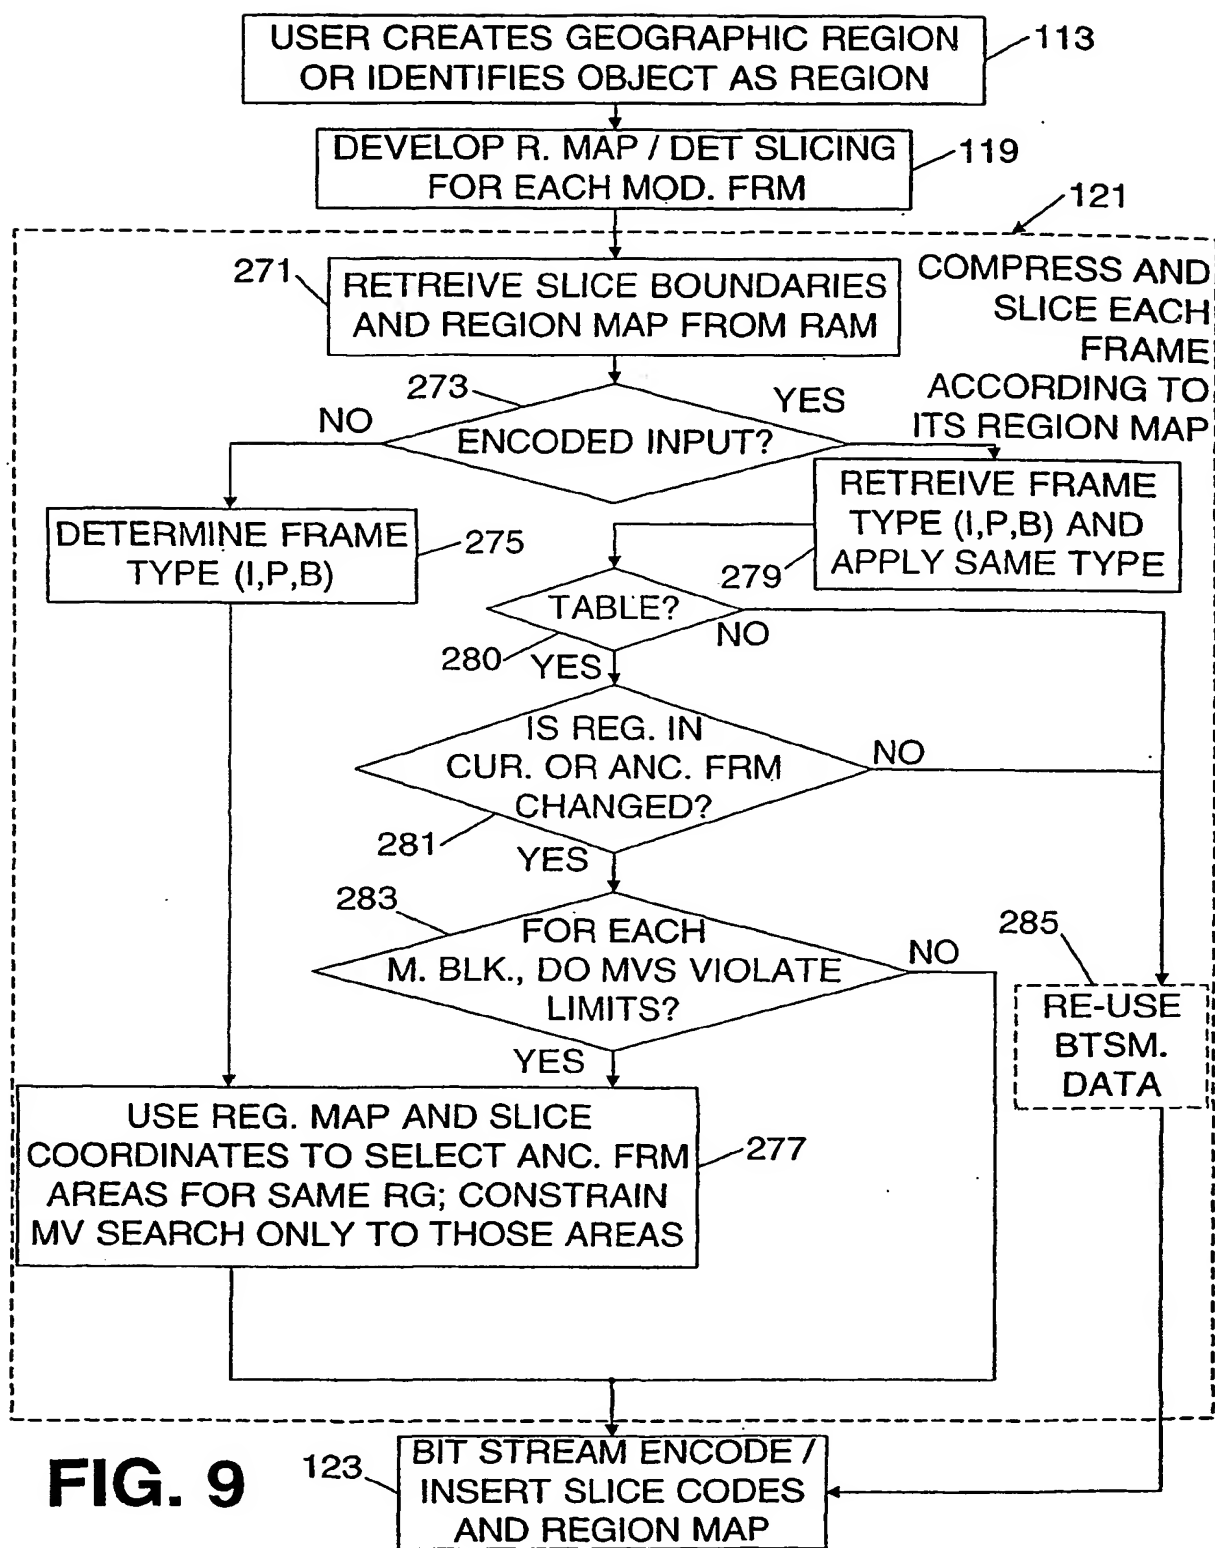 USER CREATES GEOGRAPHIC REGION
OR IDENTIFIES OBJECT AS REGION
113
DEVELOP R. MAP / DET SLICING
FOR EACH MOD. FRM
119
121
COMPRESS AND
SLICE EACH
FRAME
ACCORDING TO
ITS REGION MAP
271
RETREIVE SLICE BOUNDARIES
AND REGION MAP FROM RAM
273
NO
YES
ENCODED INPUT?
DETERMINE FRAME
TYPE (I,P,B)
275
RETREIVE FRAME
TYPE (I,P,B) AND
APPLY SAME TYPE
279
TABLE?
NO
280
YES
IS REG. IN
CUR. OR ANC. FRM
CHANGED?
NO
281
YES
283
FOR EACH
M. BLK., DO MVS VIOLATE
LIMITS?
NO
YES
285
RE-USE
BTSM.
DATA
USE REG. MAP AND SLICE
COORDINATES TO SELECT ANC. FRM
AREAS FOR SAME RG; CONSTRAIN
MV SEARCH ONLY TO THOSE AREAS
277
FIG. 9
123
BIT STREAM ENCODE /
INSERT SLICE CODES
AND REGION MAP